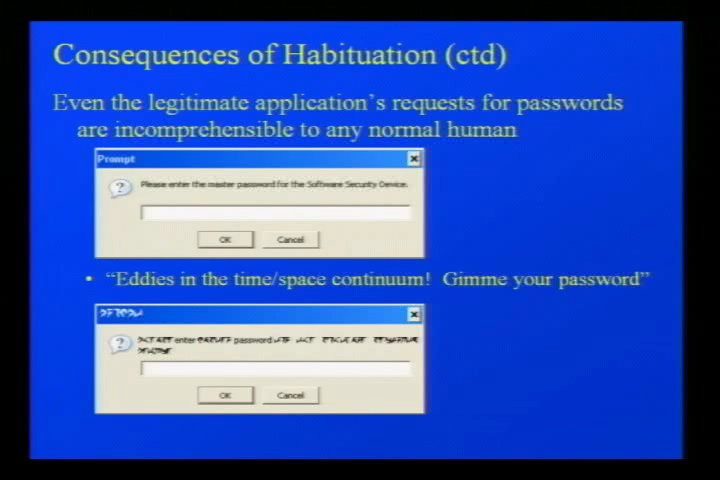 Consequences of Habituation (ctd)
Even the legitimate application's requests for passwords
are incomprehensible to any normal human
Prompt
Please enter the master password for the Software Security Device.
OK
Cancel
• "Eddies in the time/space continuum! Gimme your password"
enter password
OK
Cancel